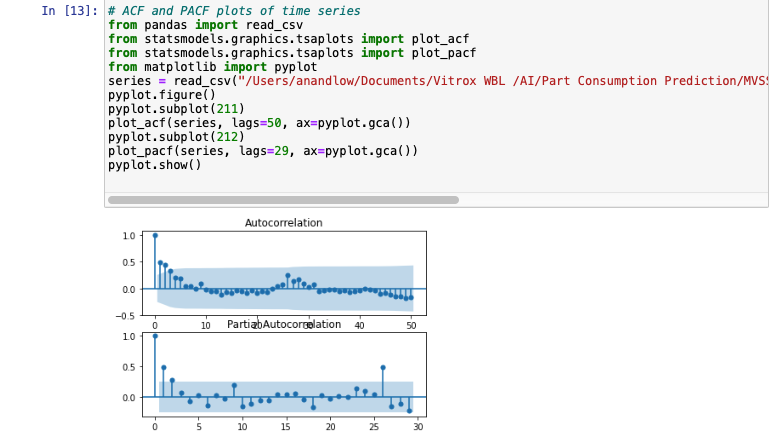 In [13]: # ACF and PACF plots of time series
from pandas import read_csv
from statsmodels.graphics.tsaplots import plot_acf
from statsmodels.graphics.tsaplots import plot_pacf
from matplotlib import pyplot
series = read_csv("/Users/anandlow/Documents/Vitrox WBL /AI/Part Consumption Prediction/MVSS
pyplot.figure()
pyplot.subplot(211)
plot_acf(series, lags=50, ax=pyplot.gca())
pyplot.subplot(212)
plot_pacf(series, lags=29, ax=pyplot.gca())
pyplot.show()
Autocorrelation
1.0
0.5
0.0
−0.5
0 10 20 30 40 50
Partial Autocorrelation
1.0
0.5
0.0
0 5 10 15 20 25 30